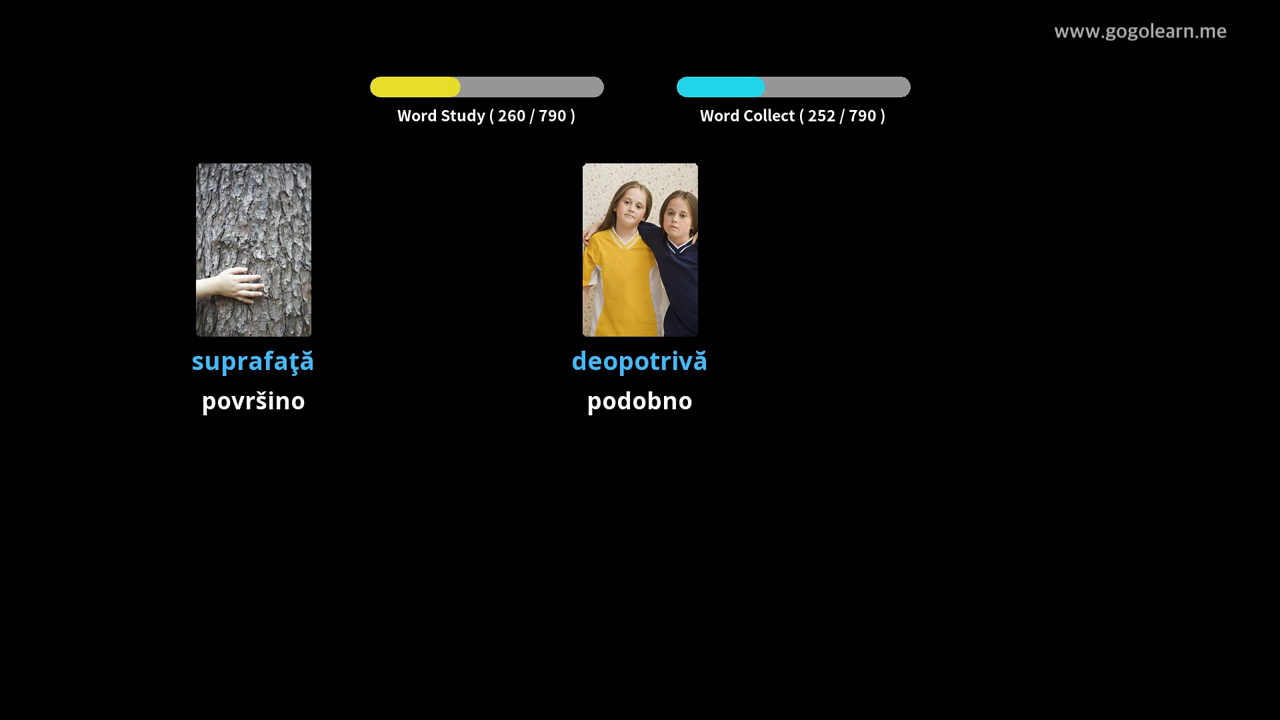 www.gogolearn.me
Word Study ( 260 / 790 )
Word Collect ( 252 / 790 )
suprafaţă
površino
deopotrivă
podobno